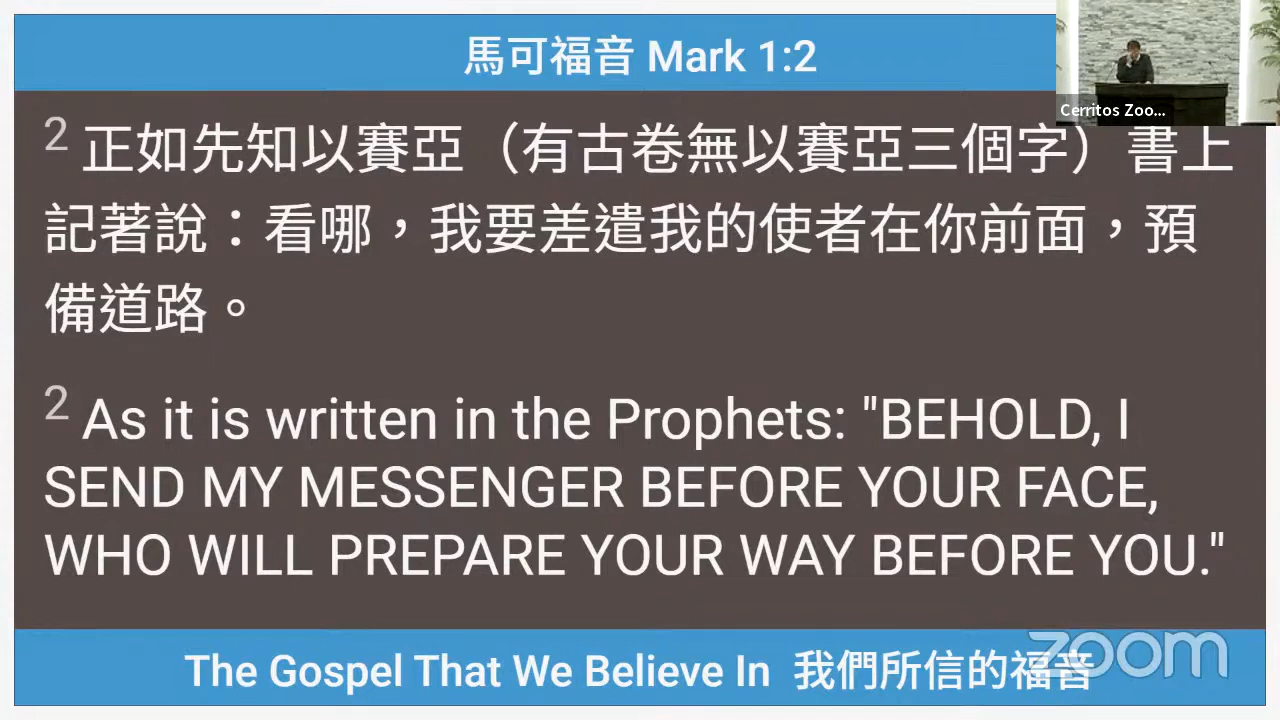 馬可福音 Mark 1:2
Cerritos Zoo...
2 正如先知以賽亞（有古卷無以賽亞三個字）書上
記著說：看哪，我要差遣我的使者在你前面，預
備道路。
2 As it is written in the Prophets: "BEHOLD, I
SEND MY MESSENGER BEFORE YOUR FACE,
WHO WILL PREPARE YOUR WAY BEFORE YOU."
The Gospel That We Believe In 我們所信的福音
zoom